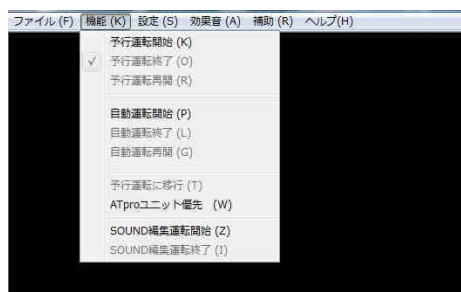 ファイル (F) 機能 (K) 設定 (S) 効果音 (A) 補助 (R) ヘルプ(H)
予行運転開始 (K)
✓ 予行運転終了 (O)
予行運転再開 (R)
自動運転開始 (P)
自動運転終了 (L)
自動運転再開 (G)
予行運転に移行 (T)
ATproユニット優先 (W)
SOUND編集運転開始 (Z)
SOUND編集運転終了 (I)